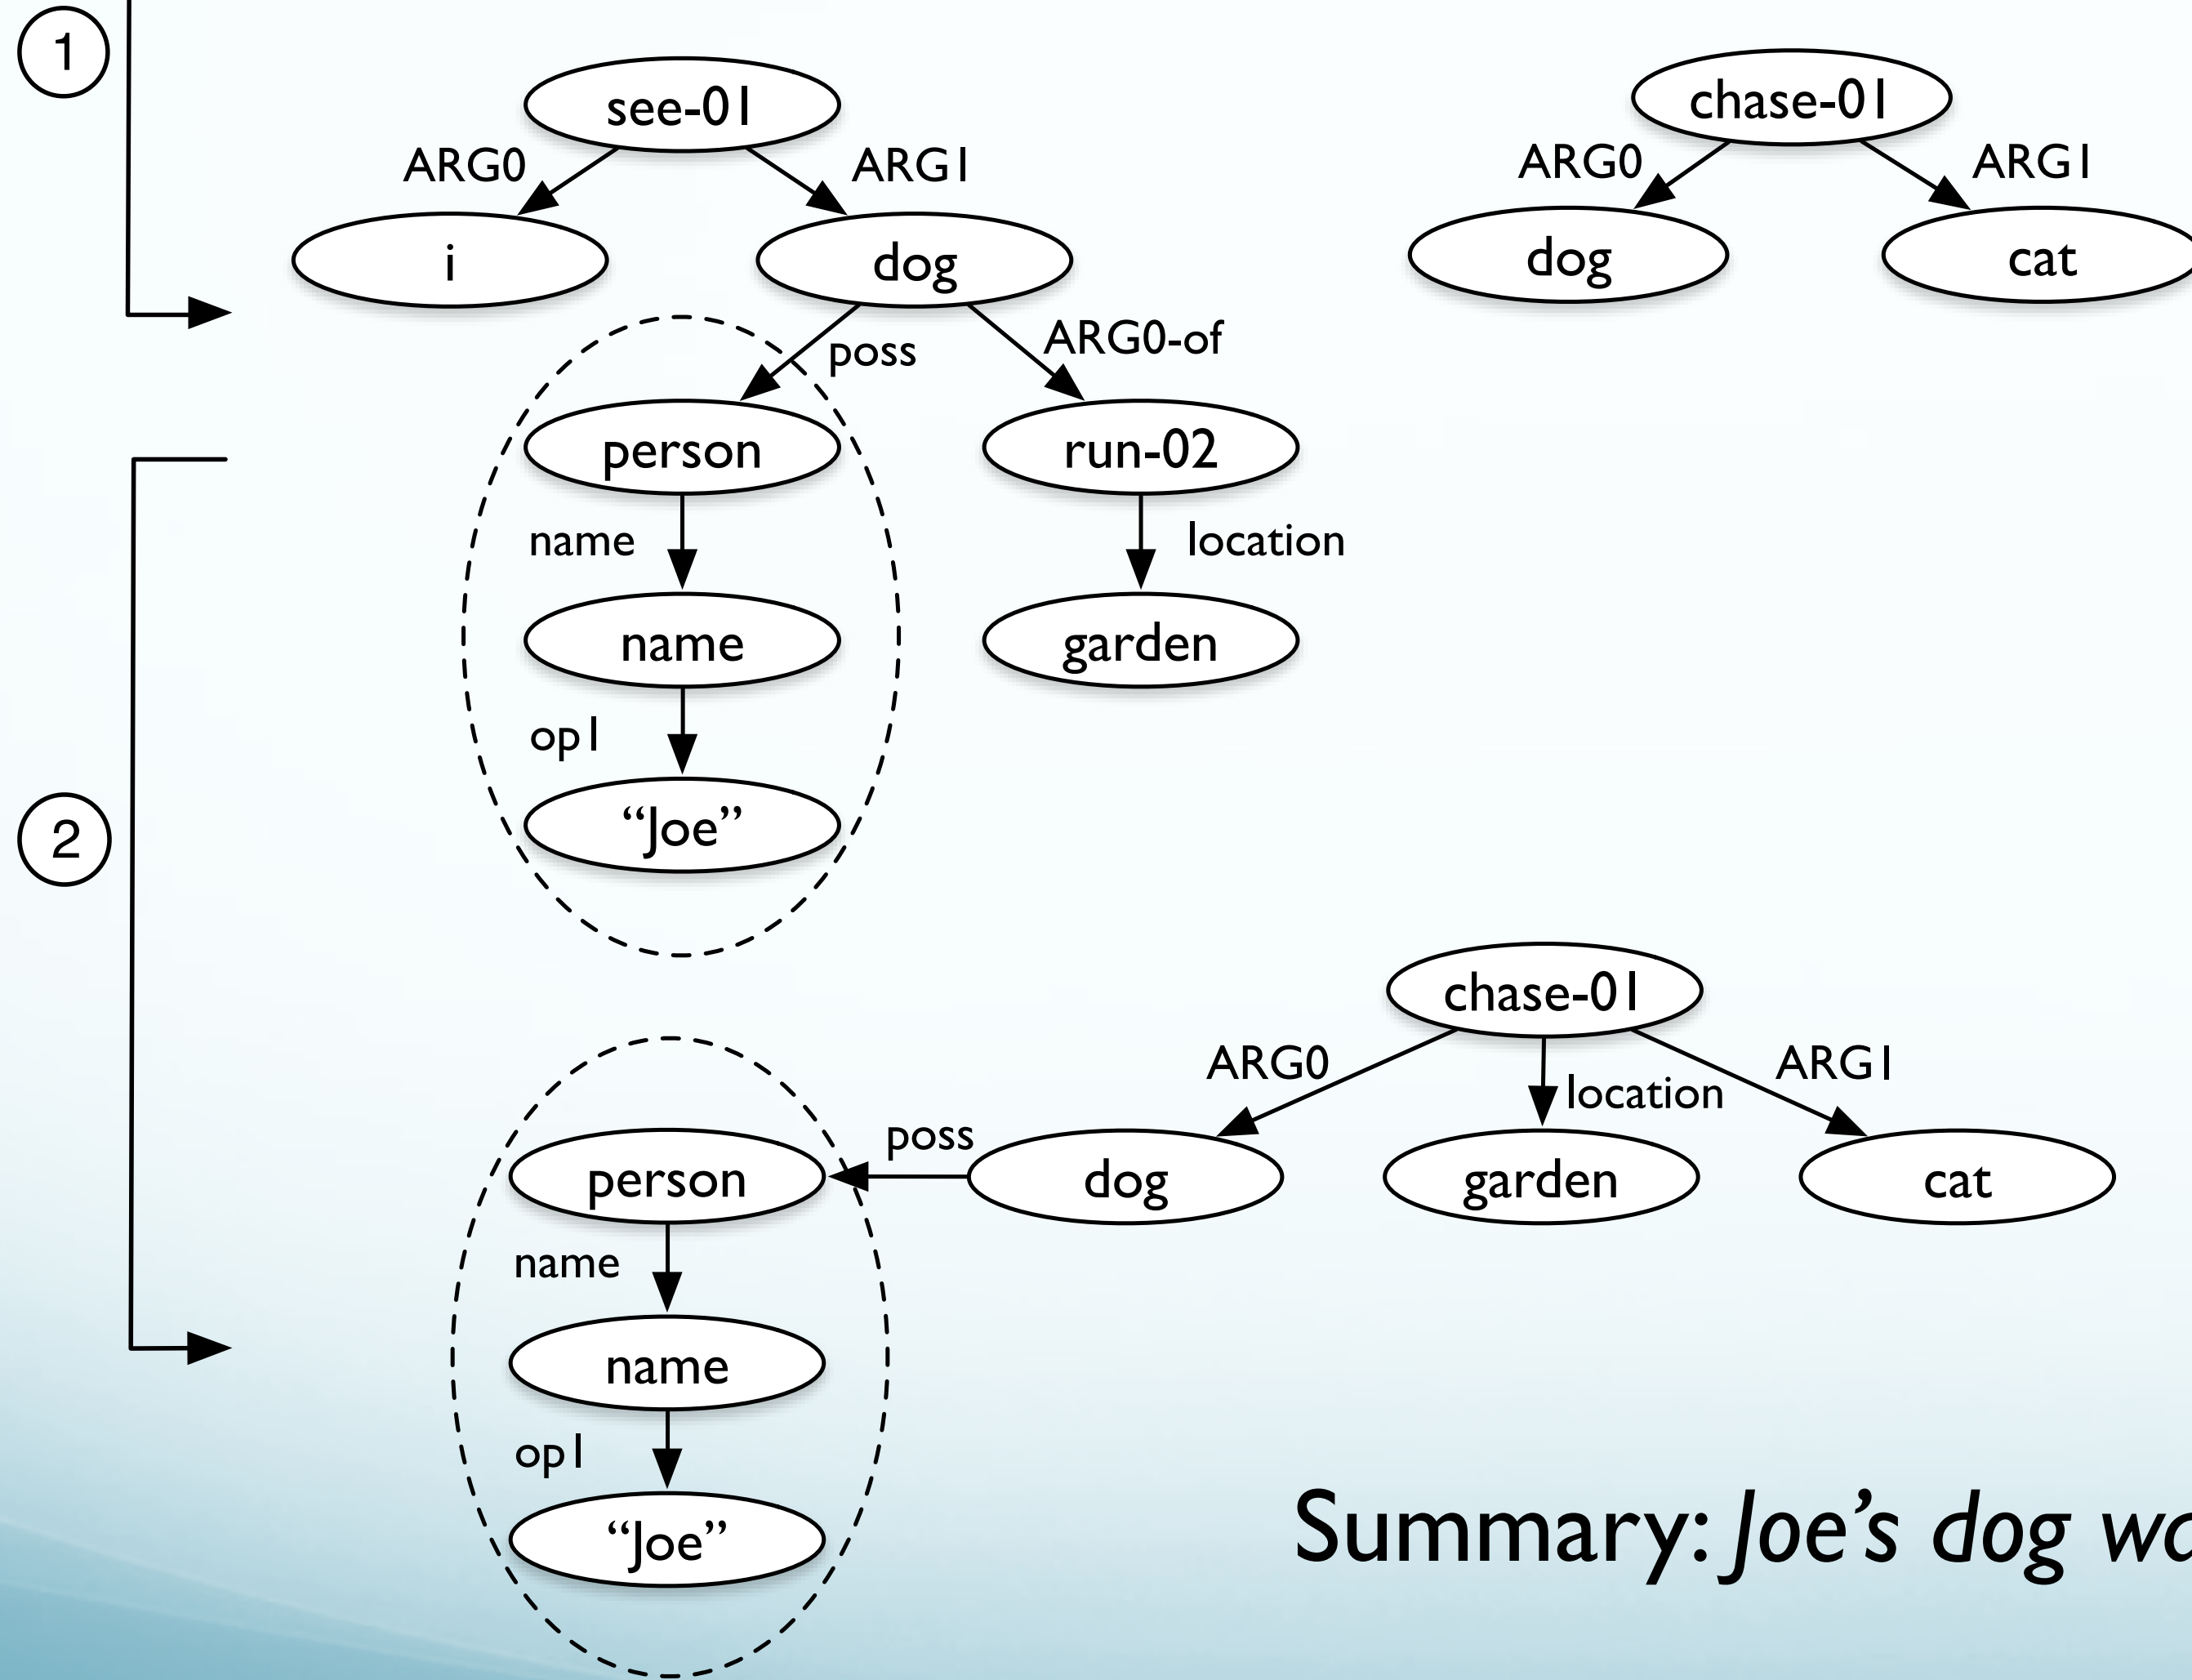 1
see-01
chase-01
ARG0
ARG1
ARG0
ARG1
i
dog
dog
cat
poss
ARG0-of
person
run-02
name
location
name
garden
op1
"Joe"
2
chase-01
ARG0
location
ARG1
poss
person
dog
garden
cat
name
name
op1
"Joe"
Summary: Joe's dog